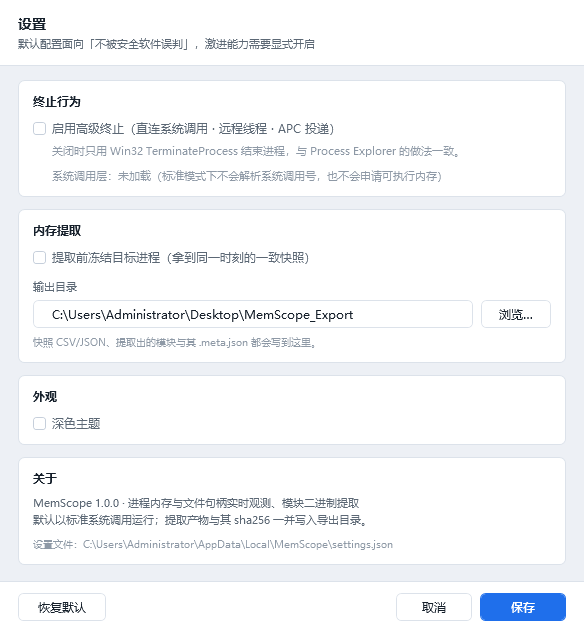 设置
默认配置面向「不被安全软件误判」，激进能力需要显式开启
终止行为
启用高级终止（直连系统调用 · 远程线程 · APC 投递）
关闭时只用 Win32 TerminateProcess 结束进程，与 Process Explorer 的做法一致。
系统调用层：未加载（标准模式下不会解析系统调用号，也不会申请可执行内存）
内存提取
提取前冻结目标进程（拿到同一时刻的一致快照）
输出目录
C:\Users\Administrator\Desktop\MemScope_Export
浏览...
快照 CSV/JSON、提取出的模块与其 .meta.json 都会写到这里。
外观
深色主题
关于
MemScope 1.0.0 · 进程内存与文件句柄实时观测、模块二进制提取
默认以标准系统调用运行；提取产物与其 sha256 一并写入导出目录。
设置文件：C:\Users\Administrator\AppData\Local\MemScope\settings.json
恢复默认
取消
保存